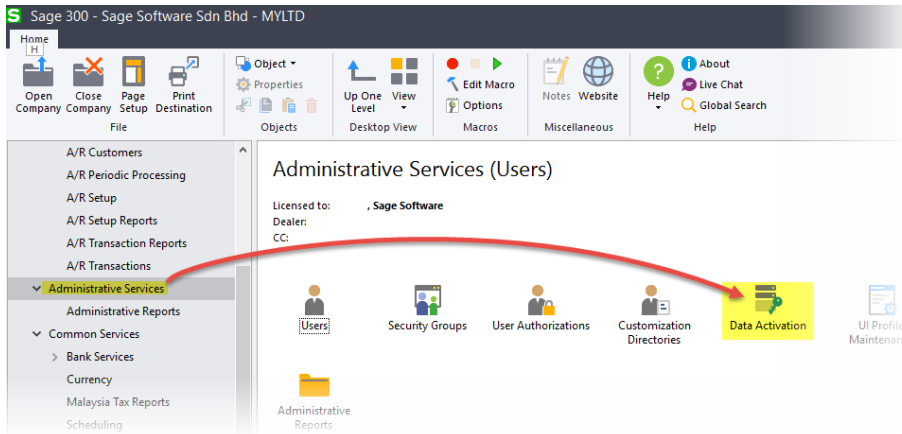 S Sage 300 - Sage Software Sdn Bhd - MYLTD
Home
H
Open Company
Close Company
Page Setup
Print Destination
File
Object
Properties
Objects
Up One Level
View
Desktop View
Edit Macro
Options
Macros
Notes
Website
Miscellaneous
Help
About
Live Chat
Global Search
Help
A/R Customers
A/R Periodic Processing
A/R Setup
A/R Setup Reports
A/R Transaction Reports
A/R Transactions
Administrative Services
Administrative Reports
Common Services
Bank Services
Currency
Malaysia Tax Reports
Scheduling
Administrative Services (Users)
Licensed to: , Sage Software
Dealer:
CC:
Users
Security Groups
User Authorizations
Customization
Directories
Data Activation
UI Profile
Administrative
Reports